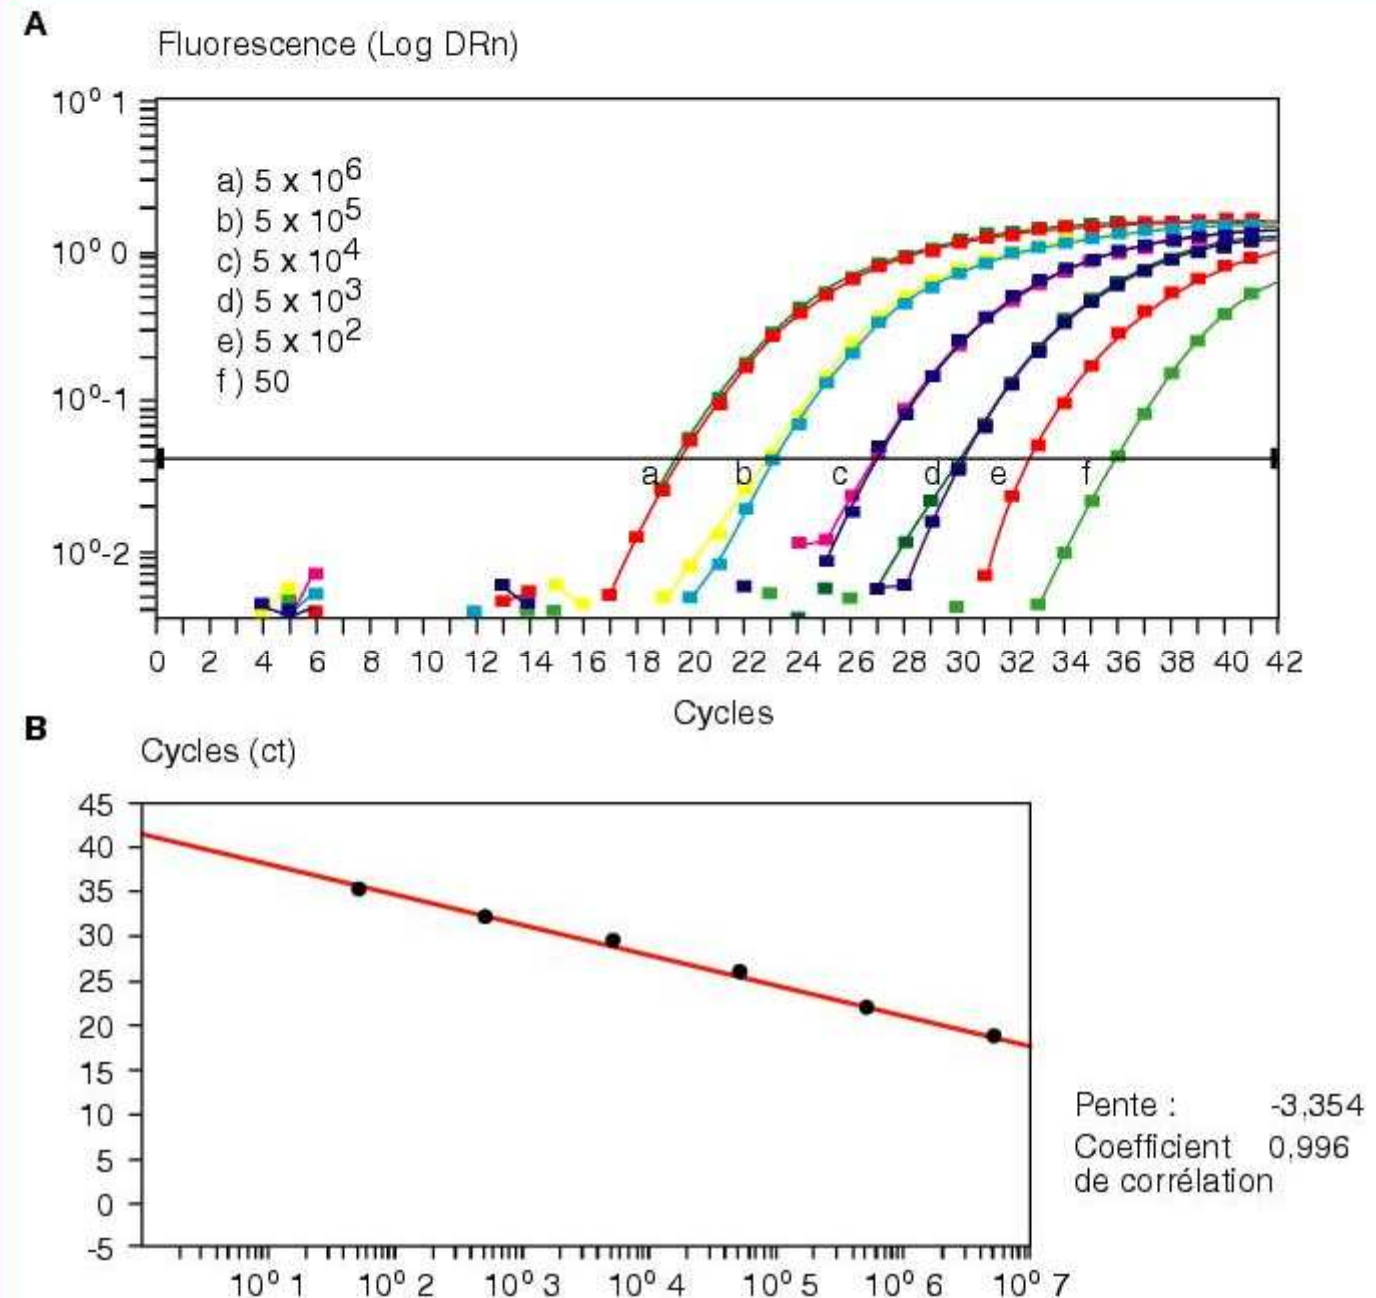 A
Fluorescence (Log DRn)
10⁰ 1
a) 5 x 10⁶
b) 5 x 10⁵
c) 5 x 10⁴
d) 5 x 10³
e) 5 x 10²
f ) 50
10⁰ 0
10⁰-1
10⁰-2
a b c d e f
0 2 4 6 8 10 12 14 16 18 20 22 24 26 28 30 32 34 36 38 40 42
Cycles
B
Cycles (ct)
45
40
35
30
25
20
15
10
5
0
-5
10⁰ 1 10⁰ 2 10⁰ 3 10⁰ 4 10⁰ 5 10⁰ 6 10⁰ 7
Pente : -3,354
Coefficient 0,996
de corrélation